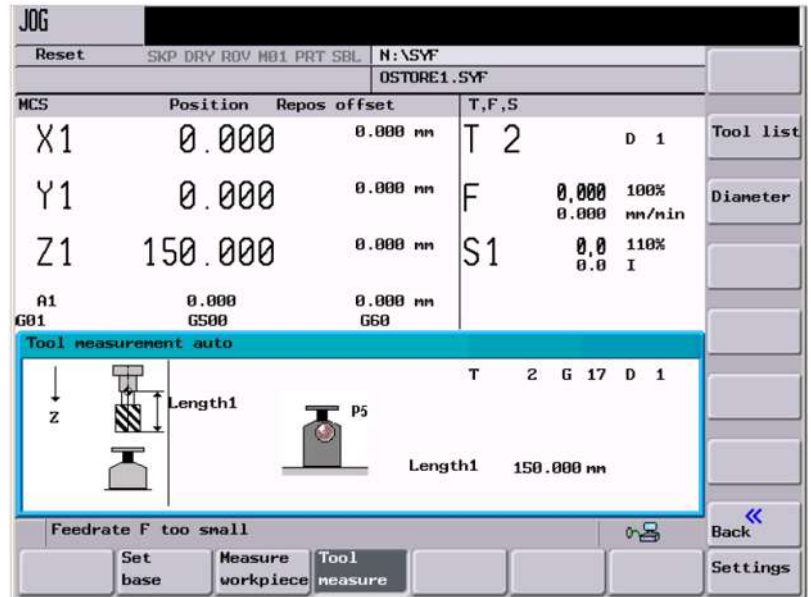 JOG
Reset SKP DRY ROV M01 PRT SBL N:\SYF
OSTORE1.SYF
MCS Position Repos offset T,F,S
X1 0.000 0.000 mm T 2 D 1
Tool list
Y1 0.000 0.000 mm F 0,000 100%
0.000 mm/min
Diameter
Z1 150.000 0.000 mm S1 0,0 110%
0.0 I
A1 0.000 0.000 mm
G01 G500 G60
Tool measurement auto
T 2 G 17 D 1
Z Length1 P5
Length1 150.000 mm
Feedrate F too small
« Back
Set base Measure workpiece Tool measure Settings